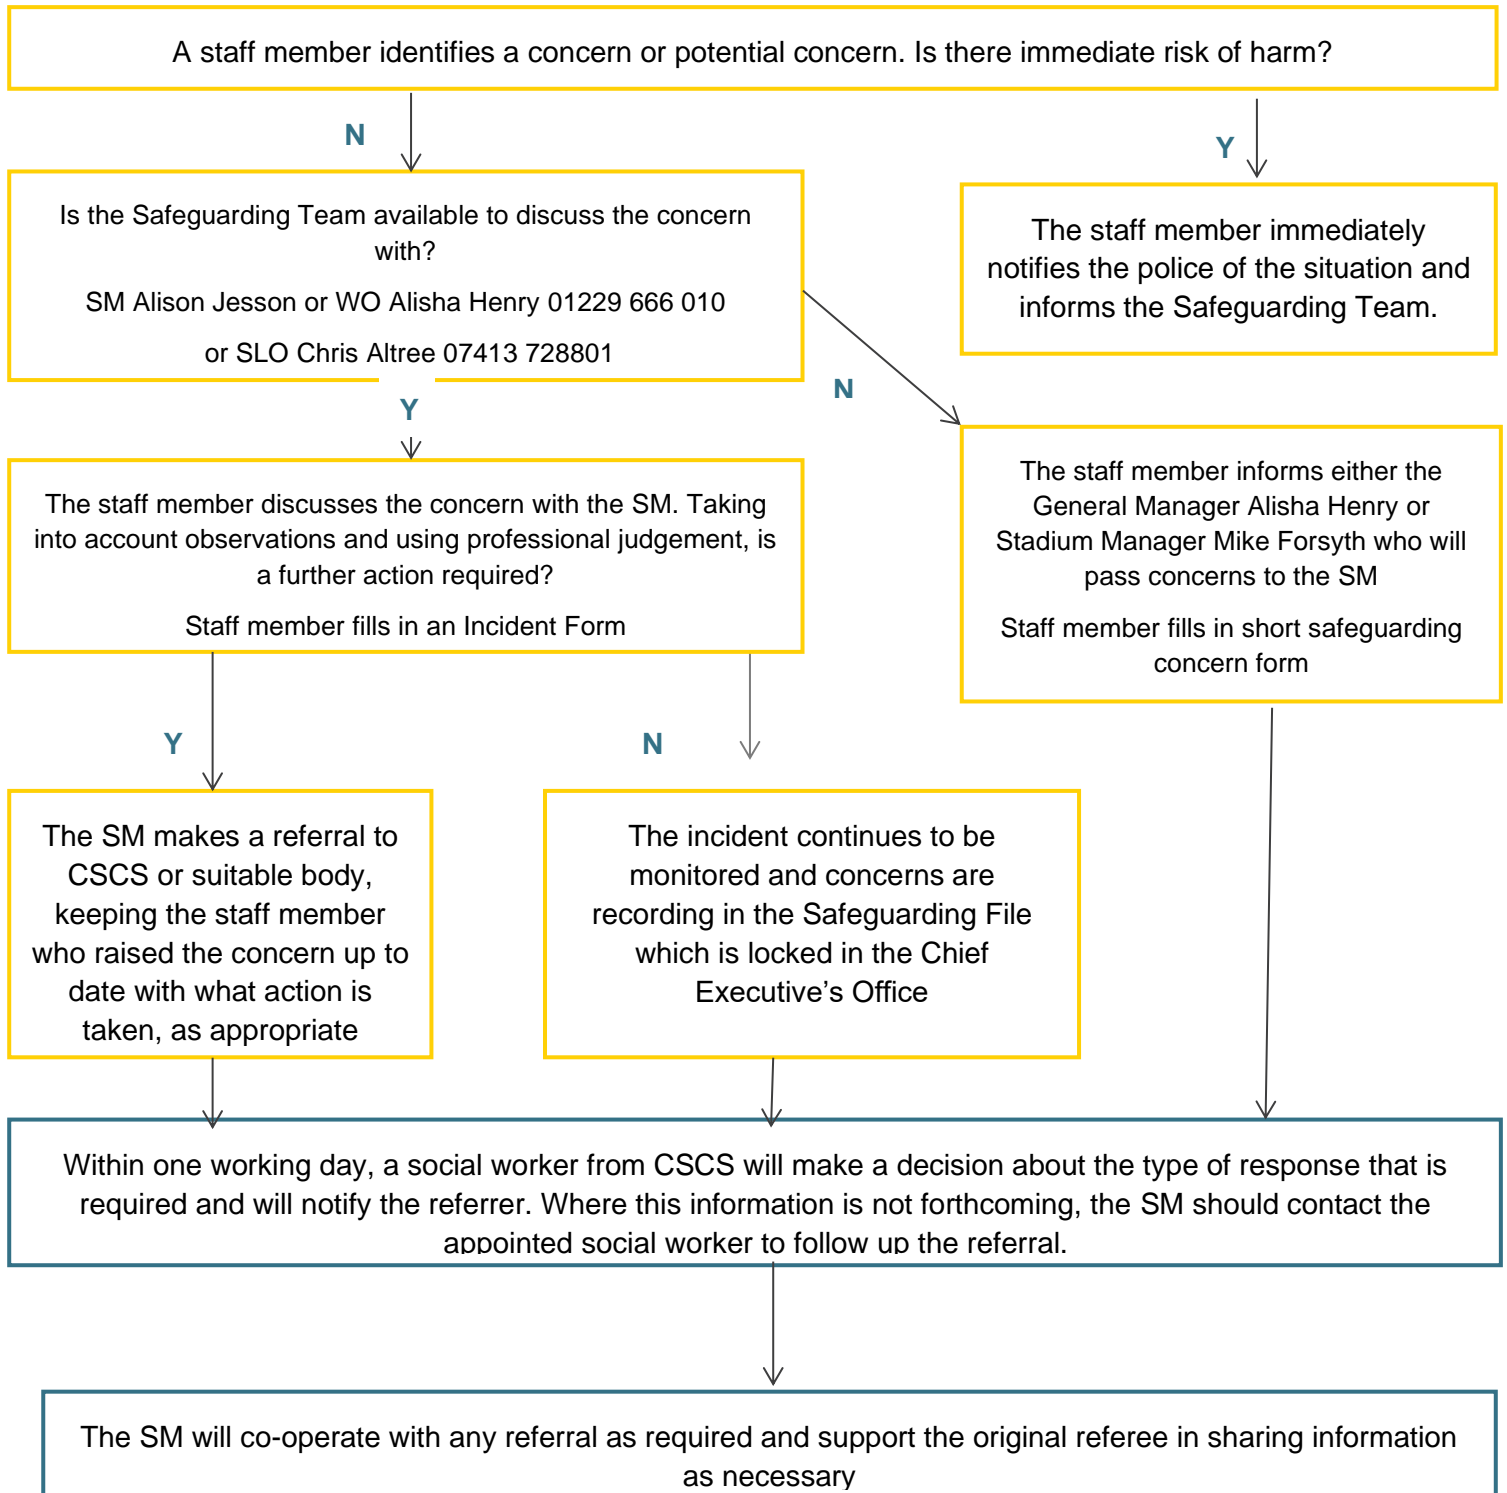 A staff member identifies a concern or potential concern. Is there immediate risk of harm?
N
Y
Is the Safeguarding Team available to discuss the concern
with?
SM Alison Jesson or WO Alisha Henry 01229 666 010
or SLO Chris Altree 07413 728801
The staff member immediately
notifies the police of the situation and
informs the Safeguarding Team.
Y
N
The staff member discusses the concern with the SM. Taking
into account observations and using professional judgement, is
a further action required?
Staff member fills in an Incident Form
The staff member informs either the
General Manager Alisha Henry or
Stadium Manager Mike Forsyth who will
pass concerns to the SM
Staff member fills in short safeguarding
concern form
Y
N
The SM makes a referral to
CSCS or suitable body,
keeping the staff member
who raised the concern up to
date with what action is
taken, as appropriate
The incident continues to be
monitored and concerns are
recording in the Safeguarding File
which is locked in the Chief
Executive’s Office
Within one working day, a social worker from CSCS will make a decision about the type of response that is
required and will notify the referrer. Where this information is not forthcoming, the SM should contact the
appointed social worker to follow up the referral.
The SM will co-operate with any referral as required and support the original referee in sharing information
as necessary